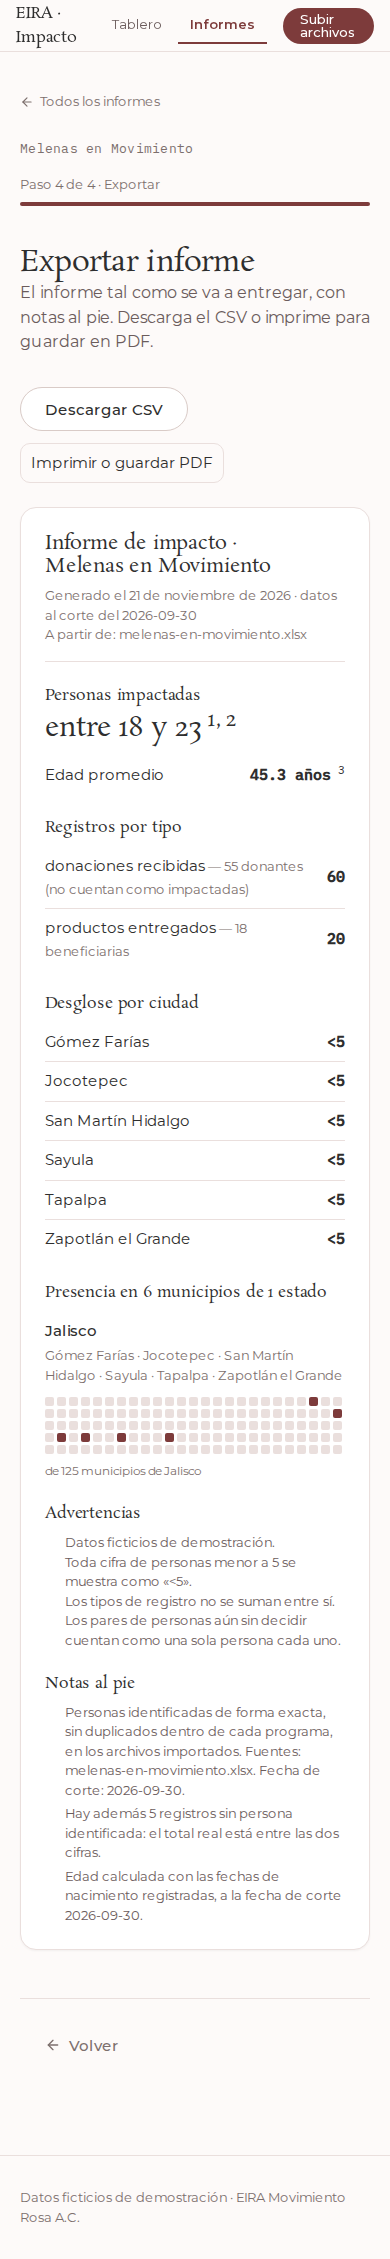 EIRA ·
Impacto
Tablero
Informes
Subir
archivos
← Todos los informes
Melenas en Movimiento
Paso 4 de 4 · Exportar
Exportar informe
El informe tal como se va a entregar, con
notas al pie. Descarga el CSV o imprime para
guardar en PDF.
Descargar CSV
Imprimir o guardar PDF
Informe de impacto ·
Melenas en Movimiento
Generado el 21 de noviembre de 2026 · datos
al corte del 2026-09-30
A partir de: melenas-en-movimiento.xlsx
Personas impactadas
entre 18 y 23 1, 2
Edad promedio 45.3 años 3
Registros por tipo
donaciones recibidas — 55 donantes
(no cuentan como impactadas) 60
productos entregados — 18
beneficiarias 20
Desglose por ciudad
Gómez Farías <5
Jocotepec <5
San Martín Hidalgo <5
Sayula <5
Tapalpa <5
Zapotlán el Grande <5
Presencia en 6 municipios de 1 estado
Jalisco
Gómez Farías · Jocotepec · San Martín
Hidalgo · Sayula · Tapalpa · Zapotlán el Grande
de 125 municipios de Jalisco
Advertencias
Datos ficticios de demostración.
Toda cifra de personas menor a 5 se
muestra como «<5».
Los tipos de registro no se suman entre sí.
Los pares de personas aún sin decidir
cuentan como una sola persona cada uno.
Notas al pie
Personas identificadas de forma exacta,
sin duplicados dentro de cada programa,
en los archivos importados. Fuentes:
melenas-en-movimiento.xlsx. Fecha de
corte: 2026-09-30.
Hay además 5 registros sin persona
identificada: el total real está entre las dos
cifras.
Edad calculada con las fechas de
nacimiento registradas, a la fecha de corte
2026-09-30.
← Volver
Datos ficticios de demostración · EIRA Movimiento
Rosa A.C.